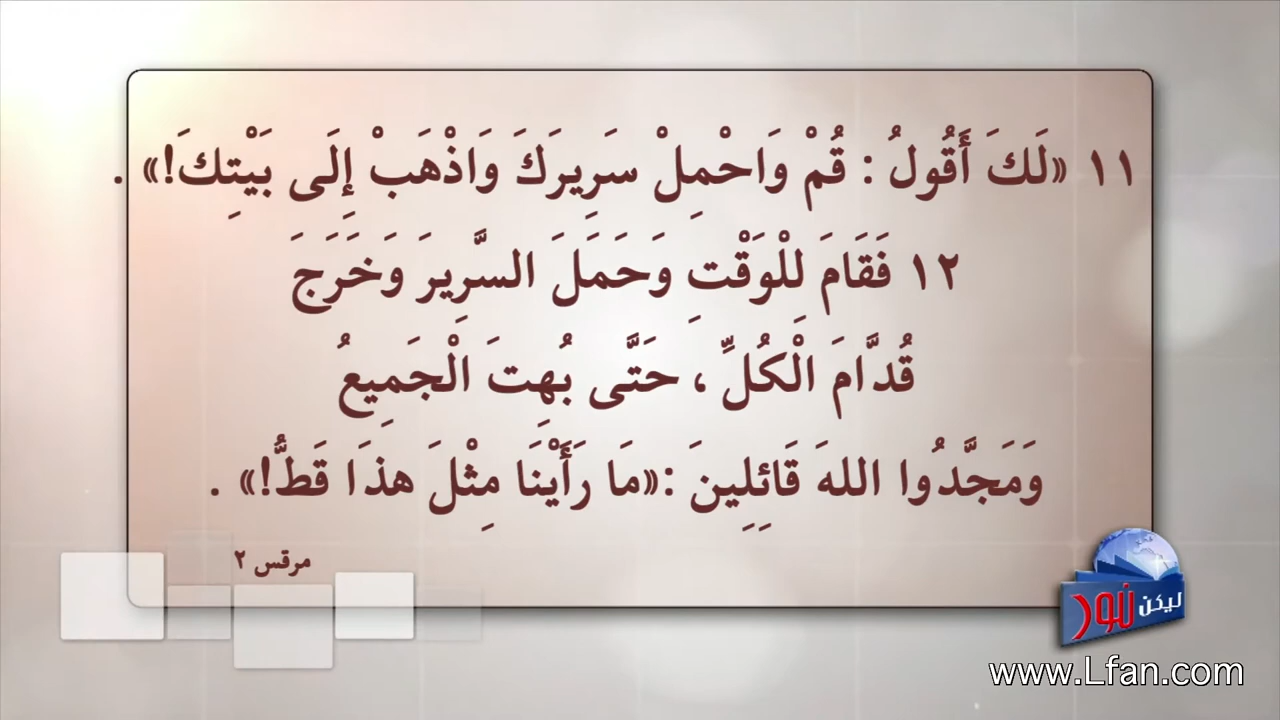 ١١ «لَكَ أَقُولُ : قُمْ وَاحْمِلْ سَرِيرَكَ وَاذْهَبْ إِلَى بَيْتِكَ!» .
١٢ فَقَامَ لِلْوَقْتِ وَحَمَلَ السَّرِيرَ وَخَرَجَ
قُدَّامَ الْكُلِّ ، حَتَّى بُهِتَ الْجَمِيعُ
وَمَجَّدُوا اللهَ قَائِلِينَ :«مَا رَأَيْنَا مِثْلَ هذَا قَطُّ!» .
مرقس ٢
ليكن نور
www.Lfan.com